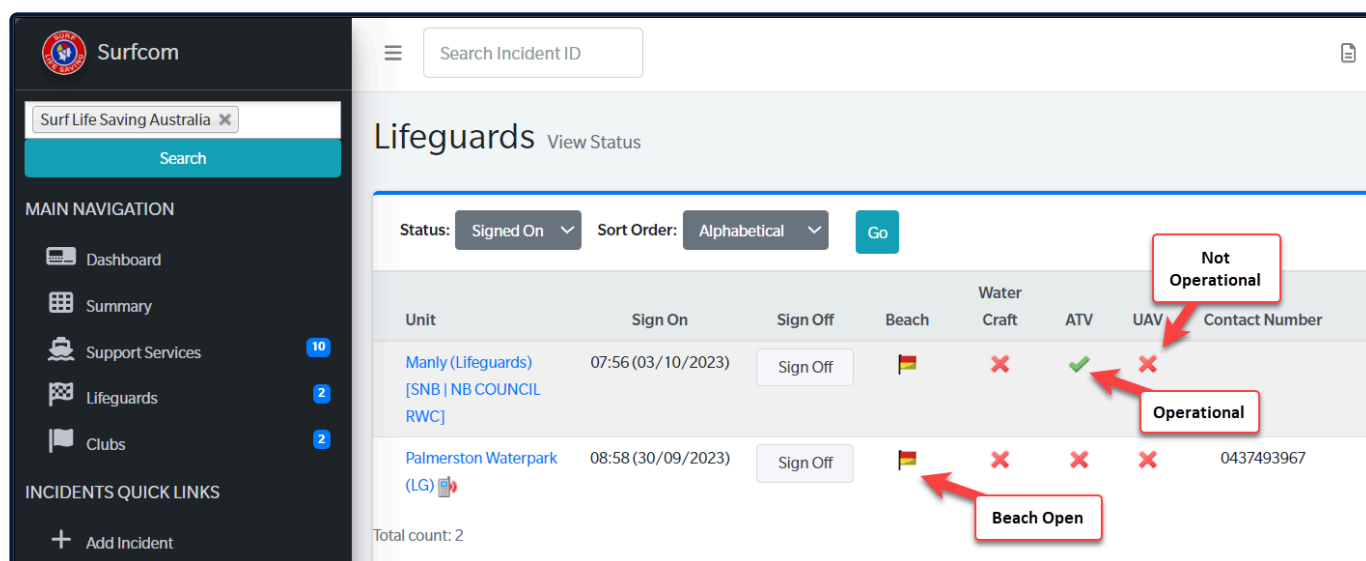 Surfcom
Search Incident ID
Surf Life Saving Australia
Search
MAIN NAVIGATION
Dashboard
Summary
Support Services 10
Lifeguards 2
Clubs 2
INCIDENTS QUICK LINKS
Add Incident
Lifeguards View Status
Status: Signed On Sort Order: Alphabetical Go
Not
Operational
Unit Sign On Sign Off Beach Water Craft ATV UAV Contact Number
Manly (Lifeguards) 07:56 (03/10/2023) Sign Off
[SNB | NB COUNCIL
RWC]
Operational
Palmerston Waterpark 08:58 (30/09/2023) Sign Off 0437493967
(LG)
Beach Open
Total count: 2